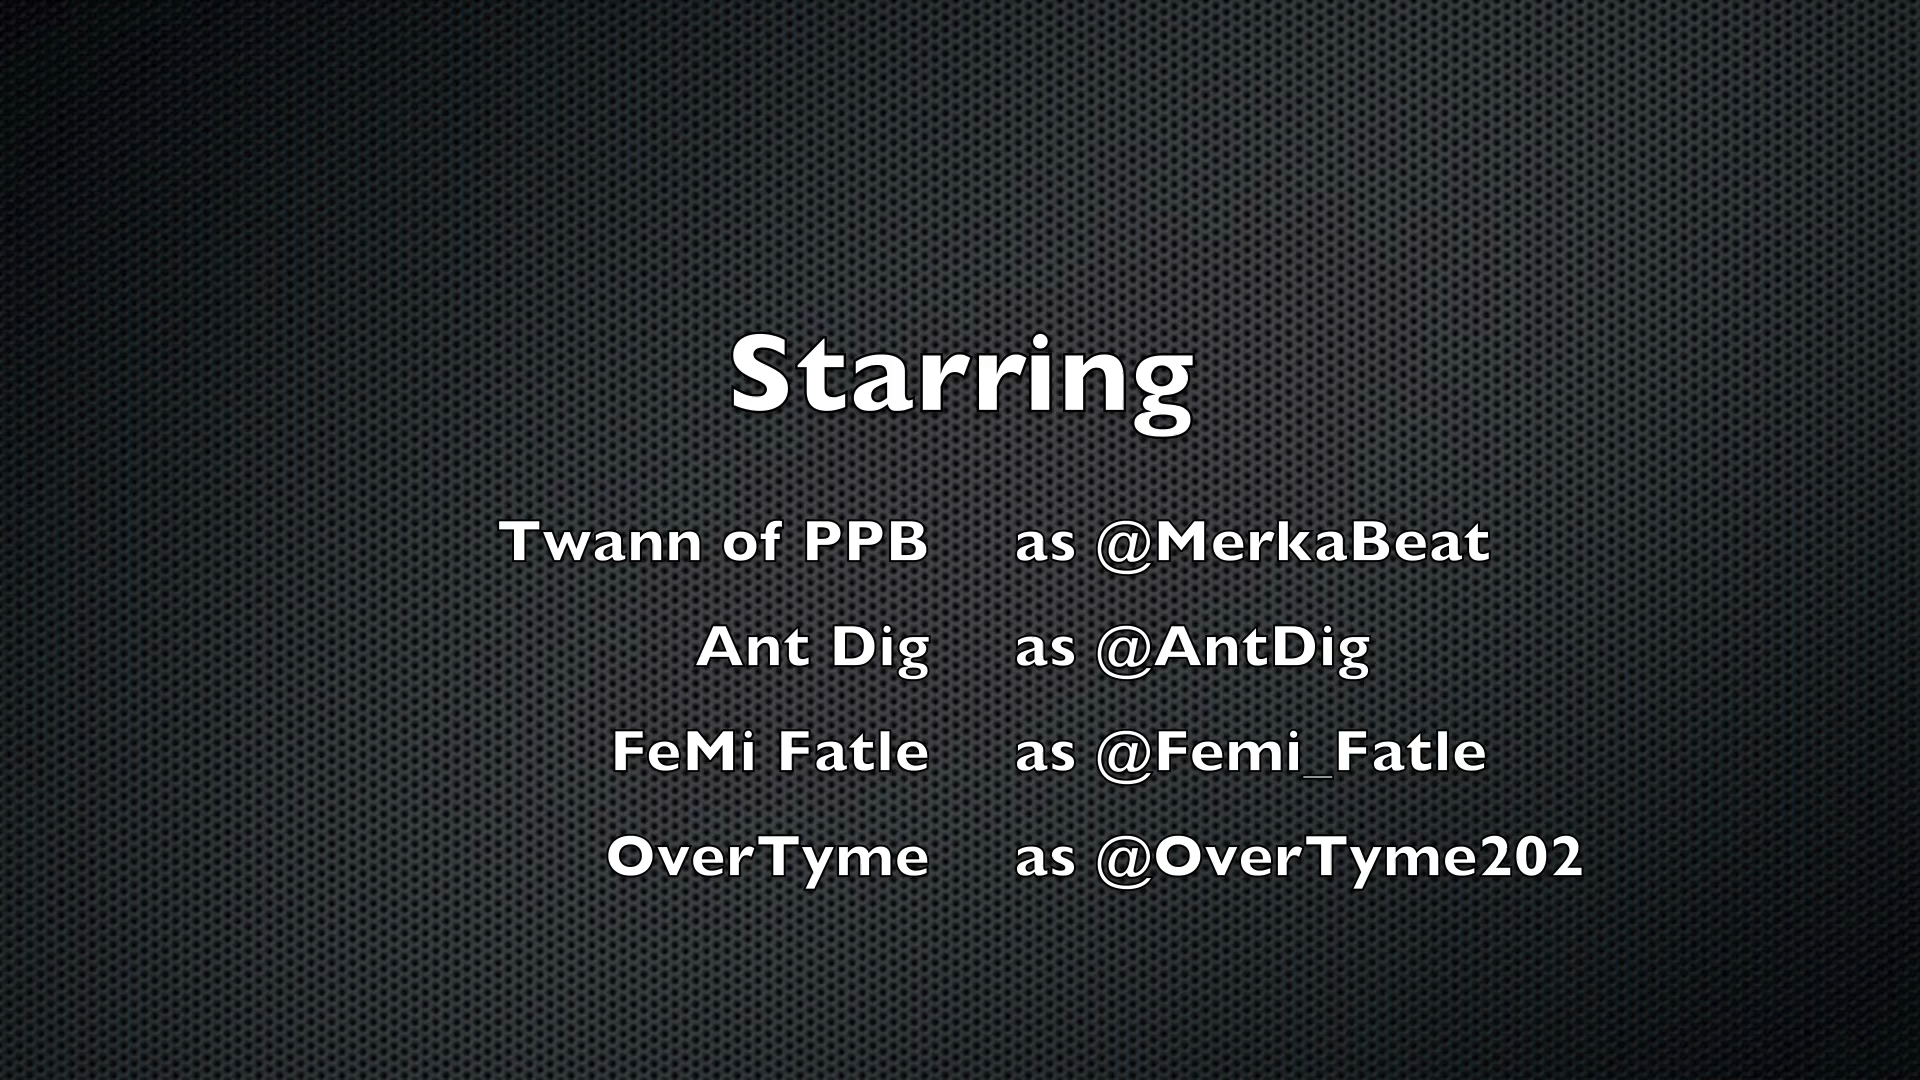 Starring
Twann of PPB as @MerkaBeat
Ant Dig as @AntDig
FeMi Fatle as @Femi_Fatle
OverTyme as @OverTyme202